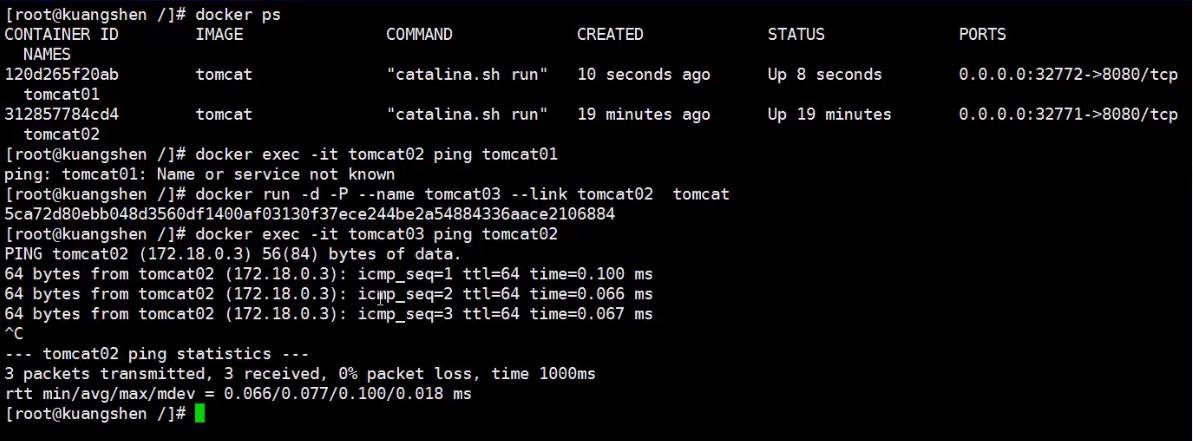 [root@kuangshen /]# docker ps
CONTAINER ID        IMAGE               COMMAND             CREATED             STATUS              PORTS
  NAMES
120d265f20ab        tomcat              "catalina.sh run"   10 seconds ago      Up 8 seconds        0.0.0.0:32772->8080/tcp
  tomcat01
312857784cd4        tomcat              "catalina.sh run"   19 minutes ago      Up 19 minutes       0.0.0.0:32771->8080/tcp
  tomcat02
[root@kuangshen /]# docker exec -it tomcat02 ping tomcat01
ping: tomcat01: Name or service not known
[root@kuangshen /]# docker run -d -P --name tomcat03 --link tomcat02  tomcat
5ca72d80ebb048d3560df1400af03130f37ece244be2a54884336aace2106884
[root@kuangshen /]# docker exec -it tomcat03 ping tomcat02
PING tomcat02 (172.18.0.3) 56(84) bytes of data.
64 bytes from tomcat02 (172.18.0.3): icmp_seq=1 ttl=64 time=0.100 ms
64 bytes from tomcat02 (172.18.0.3): icmp_seq=2 ttl=64 time=0.066 ms
64 bytes from tomcat02 (172.18.0.3): icmp_seq=3 ttl=64 time=0.067 ms
^C
--- tomcat02 ping statistics ---
3 packets transmitted, 3 received, 0% packet loss, time 1000ms
rtt min/avg/max/mdev = 0.066/0.077/0.100/0.018 ms
[root@kuangshen /]#